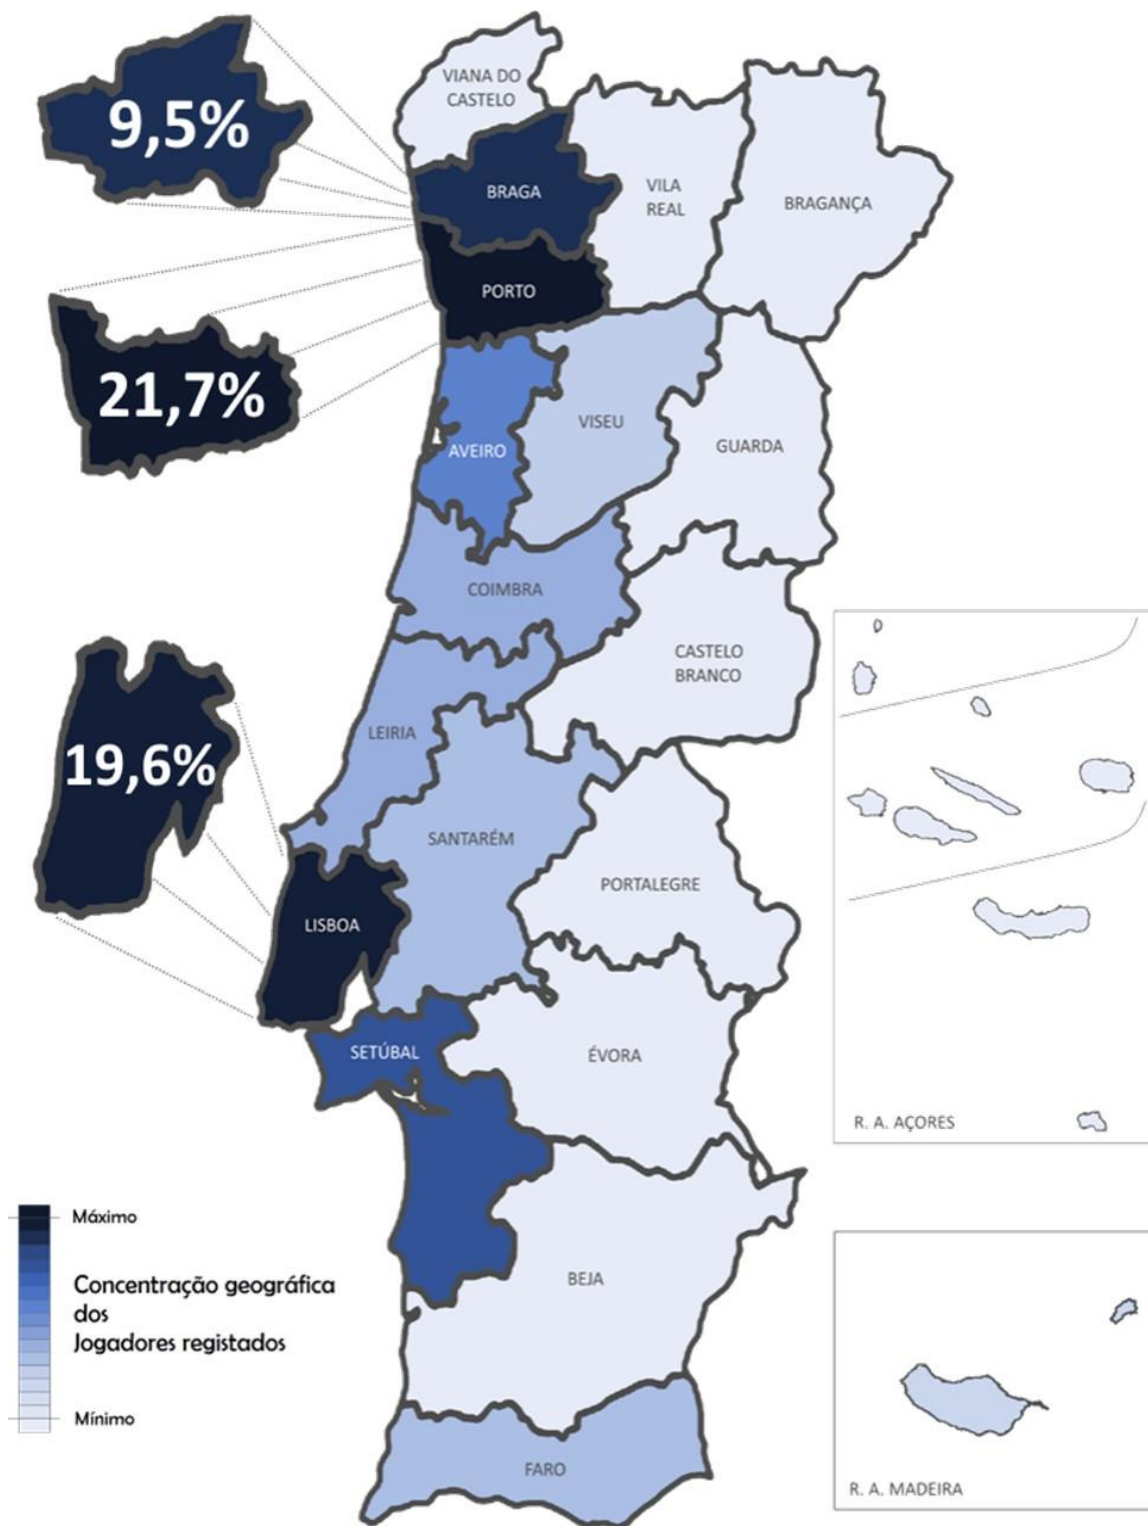 9,5%
VIANA DO
CASTELO
BRAGA
VILA
REAL
BRAGANÇA
PORTO
21,7%
VISEU
GUARDA
AVEIRO
COIMBRA
CASTELO
BRANCO
19,6%
LEIRIA
SANTARÉM
PORTALEGRE
LISBOA
SETÚBAL
ÉVORA
R. A. AÇORES
Máximo
Concentração geográfica
dos
Jogadores registados
Mínimo
BEJA
FARO
R. A. MADEIRA